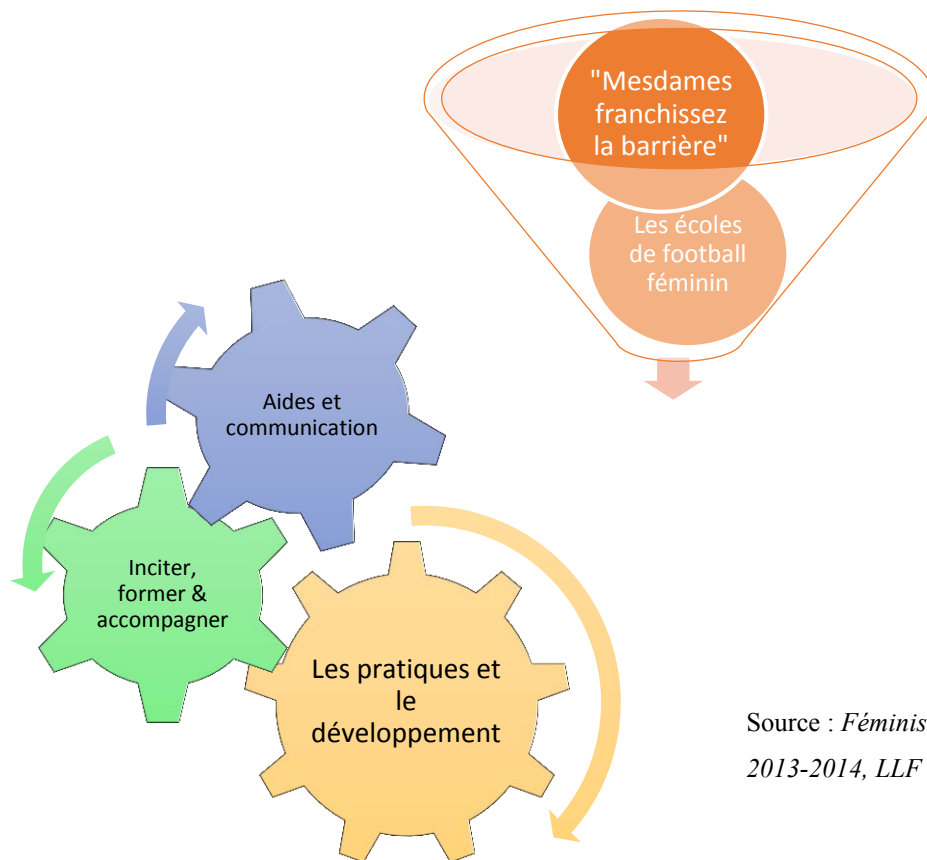 "Mesdames
franchissez
la barrière"
Les écoles
de football
féminin
Aides et
communication
Inciter,
former &
accompagner
Les pratiques et
le
développement
Source : Féminis
2013-2014, LLF